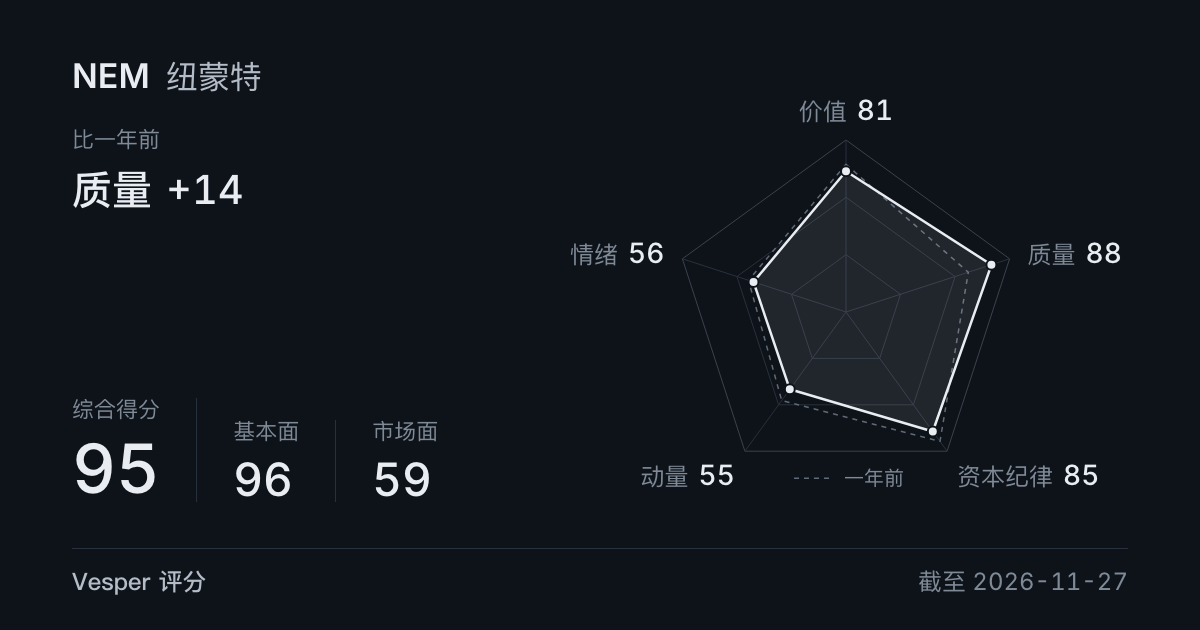 NEM 纽蒙特
比一年前
质量 +14
价值 81
情绪 56
质量 88
综合得分
95
基本面
96
市场面
59
动量 55
一年前
资本纪律 85
Vesper 评分
截至 2026-11-27